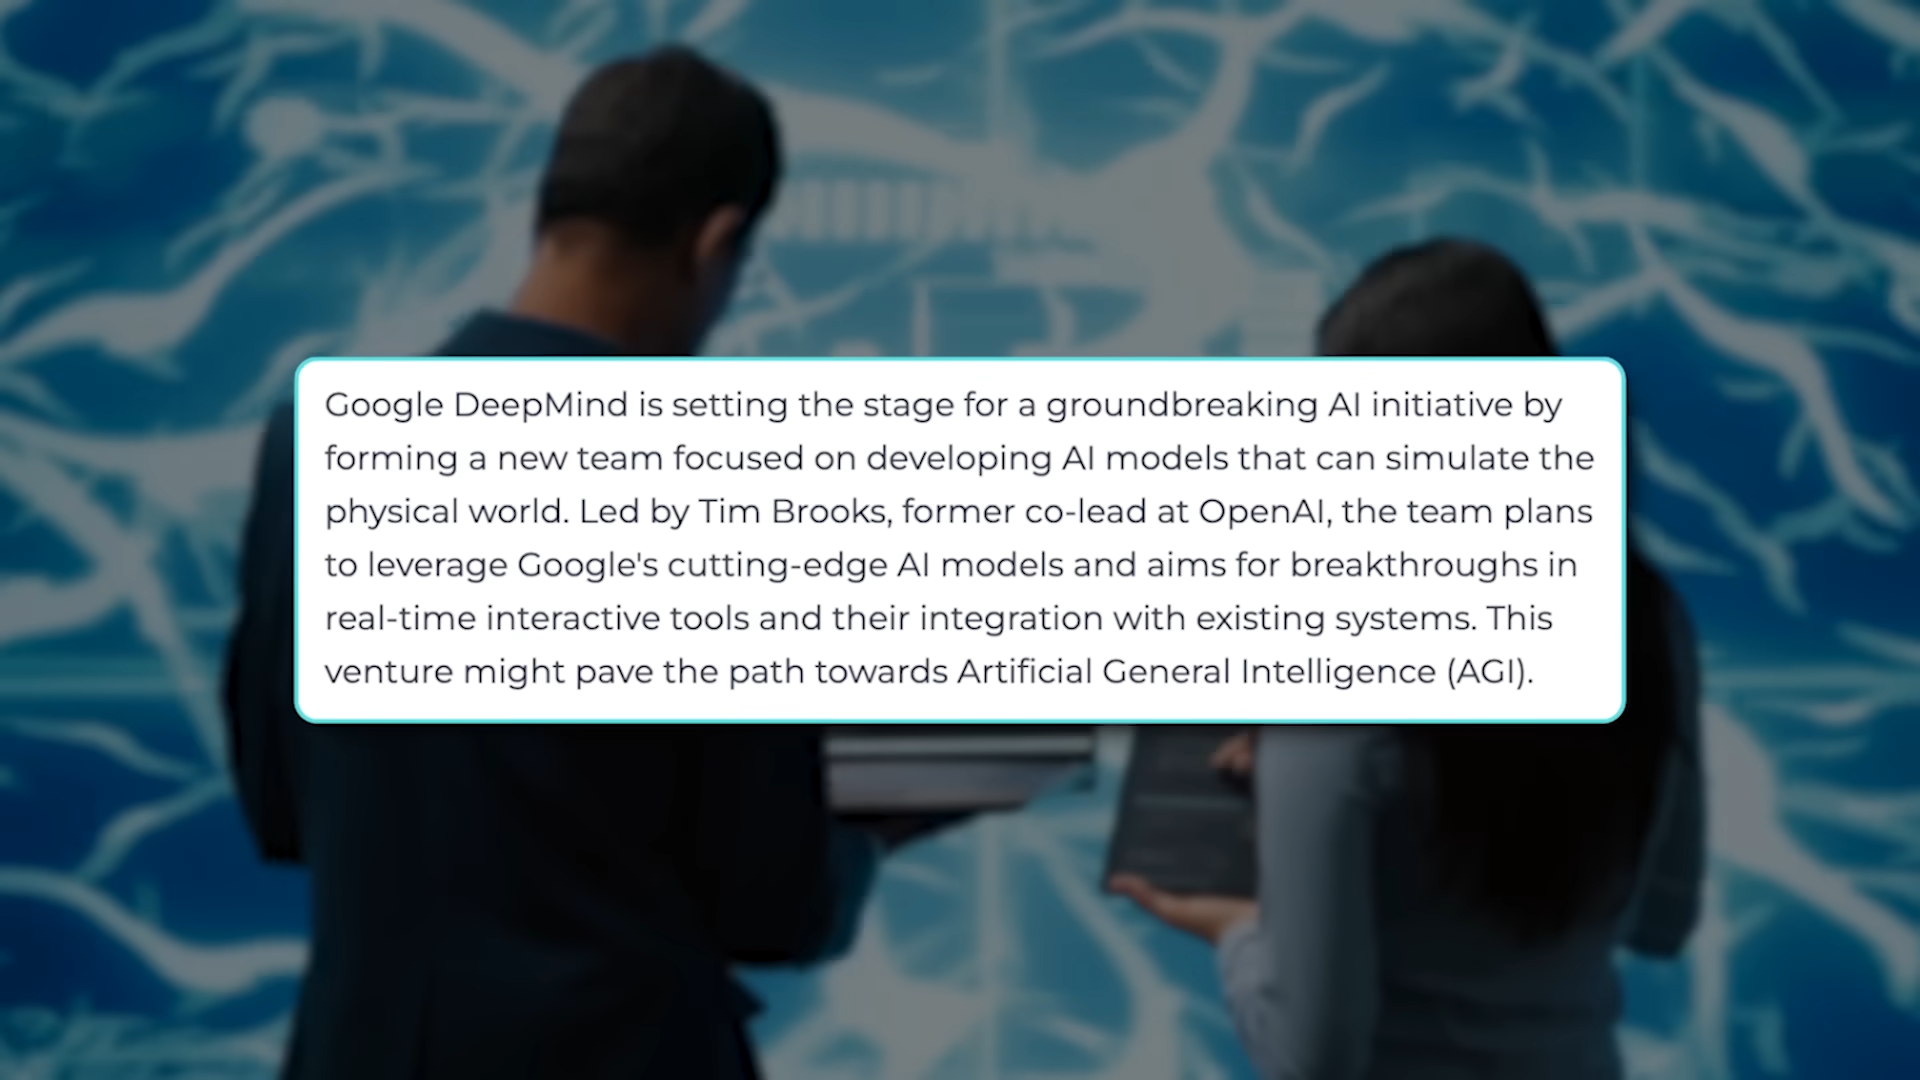 Google DeepMind is setting the stage for a groundbreaking AI initiative by
forming a new team focused on developing AI models that can simulate the
physical world. Led by Tim Brooks, former co-lead at OpenAI, the team plans
to leverage Google's cutting-edge AI models and aims for breakthroughs in
real-time interactive tools and their integration with existing systems. This
venture might pave the path towards Artificial General Intelligence (AGI).